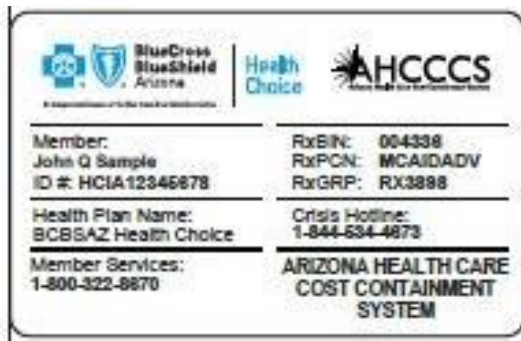 BlueCross
BlueShield
Arizona
Health
Choice
AHCCCS
Member:
John Q Sample
ID #: HCIA12345678
RxBIN: 004336
RxPCN: MCAIDADV
RxGRP: RX3898
Health Plan Name:
BCBSAZ Health Choice
Crisis Hotline:
1-844-534-4673
Member Services:
1-800-322-8670
ARIZONA HEALTH CARE
COST CONTAINMENT
SYSTEM